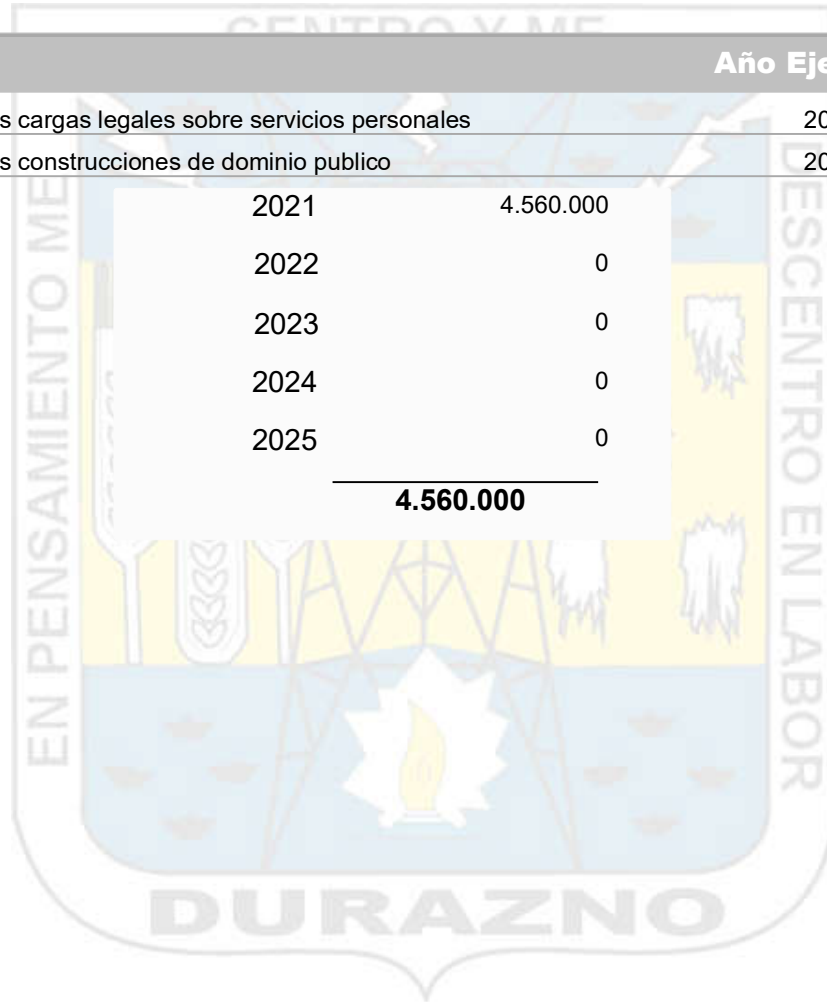 CENTRO Y ME
Año Eje
s cargas legales sobre servicios personales 20
s construcciones de dominio publico 20
2021 4.560.000
2022 0
2023 0
2024 0
2025 0
4.560.000
EN PENSAMIENTO ME
DESCENTRO EN LABOR
DURAZNO